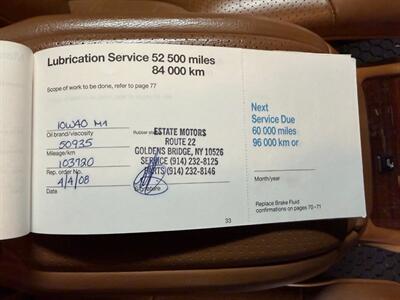 Lubrication Service 52 500 miles
84 000 km
Scope of work to be done, refer to page 77
10W40 M1
Oil brand/viscosity
50935
Mileage/km
103720
Rep. order No.
4/4/08
Date
Rubber
ESTATE MOTORS
ROUTE 22
GOLDENS BRIDGE, NY 10526
SERVICE (914) 232-8125
PARTS (914) 232-8146
Signature
33
Next
Service Due
60 000 miles
96 000 km or
Month/year
Replace Brake Fluid
confirmations on pages 70–71